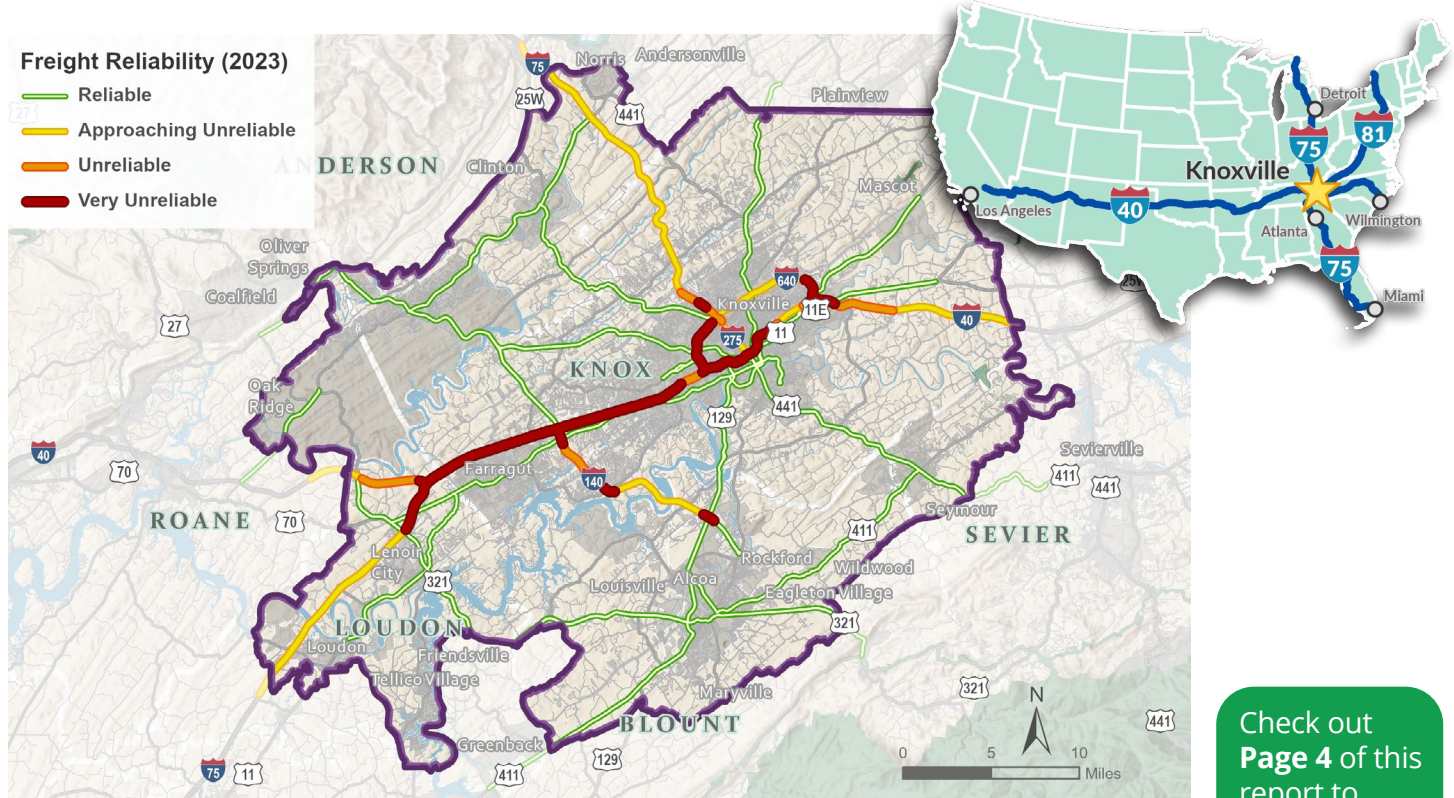 Freight Reliability (2023)
Reliable
Approaching Unreliable
Unreliable
Very Unreliable
27
75
25W
Norris
Andersonville
441
Plainview
ANDERSON
Clinton
Mascot
Oliver
Springs
Coalfield
27
640
Knoxville
11E
11
275
40
KNOX
Oak
Ridge
129
441
40
70
Farragut
140
Sevierville
411
441
ROANE
70
Seymour
411
SEVIER
Lenoir
City
Rockford
Wildwood
321
Louisville
Alcoa
Eagleton Village
321
LOUDON
Loudon
Friendsville
Tellico Village
Maryville
321
BLOUNT
441
Greenback
129
75
11
411
N
0
5
10
Miles
Detroit
75
81
Knoxville
40
Los Angeles
Wilmington
Atlanta
75
Miami
Check out
Page 4 of this
report to